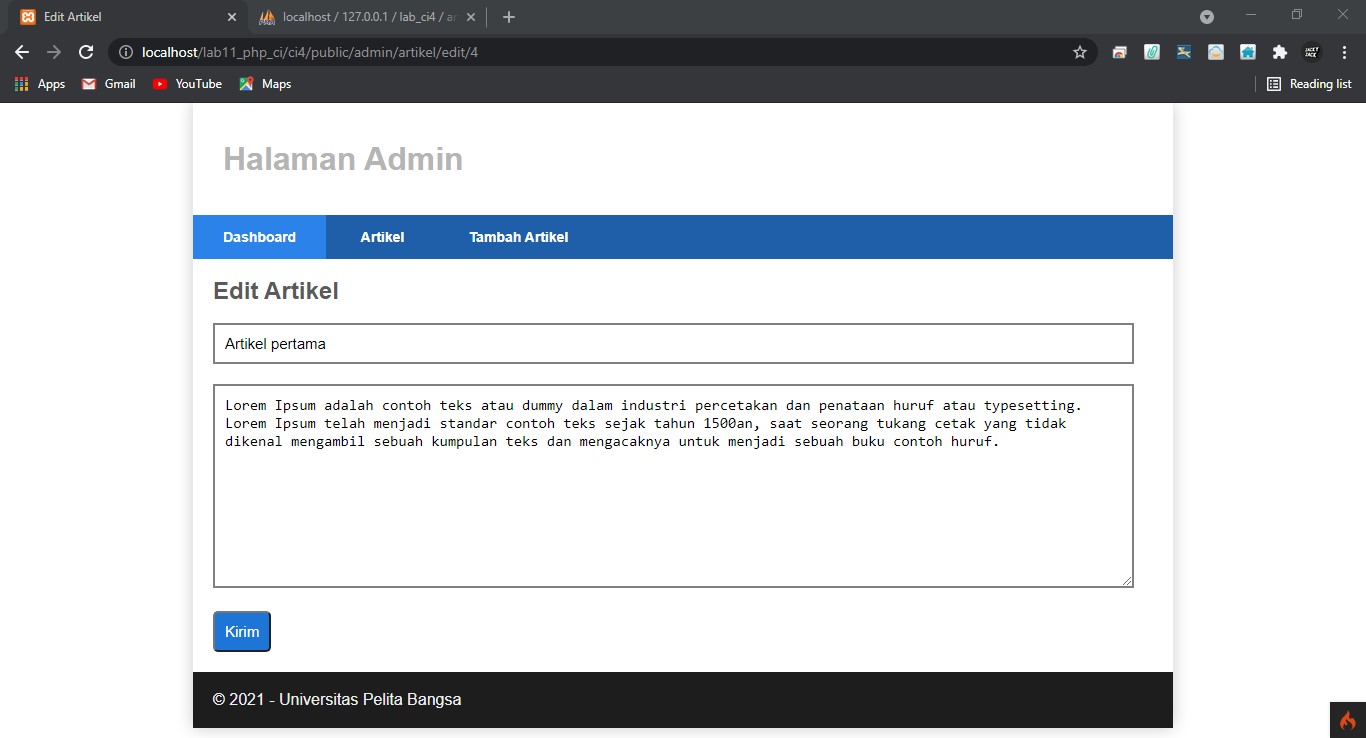 Edit Artikel
localhost / 127.0.0.1 / lab_ci4 / ar
localhost/lab11_php_ci/ci4/public/admin/artikel/edit/4
Apps
Gmail
YouTube
Maps
Reading list
Halaman Admin
Dashboard
Artikel
Tambah Artikel
Edit Artikel
Artikel pertama
Lorem Ipsum adalah contoh teks atau dummy dalam industri percetakan dan penataan huruf atau typesetting.
Lorem Ipsum telah menjadi standar contoh teks sejak tahun 1500an, saat seorang tukang cetak yang tidak
dikenal mengambil sebuah kumpulan teks dan mengacaknya untuk menjadi sebuah buku contoh huruf.
Kirim
© 2021 - Universitas Pelita Bangsa